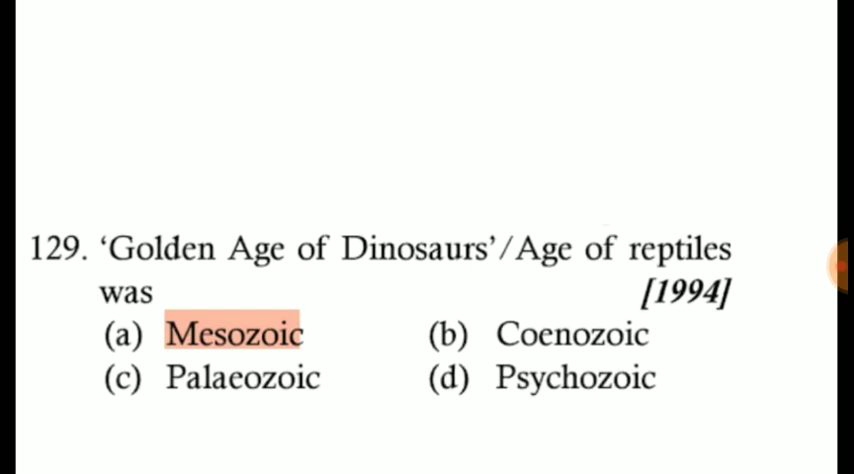 129. ‘Golden Age of Dinosaurs’/Age of reptiles
was [1994]
(a) Mesozoic (b) Coenozoic
(c) Palaeozoic (d) Psychozoic